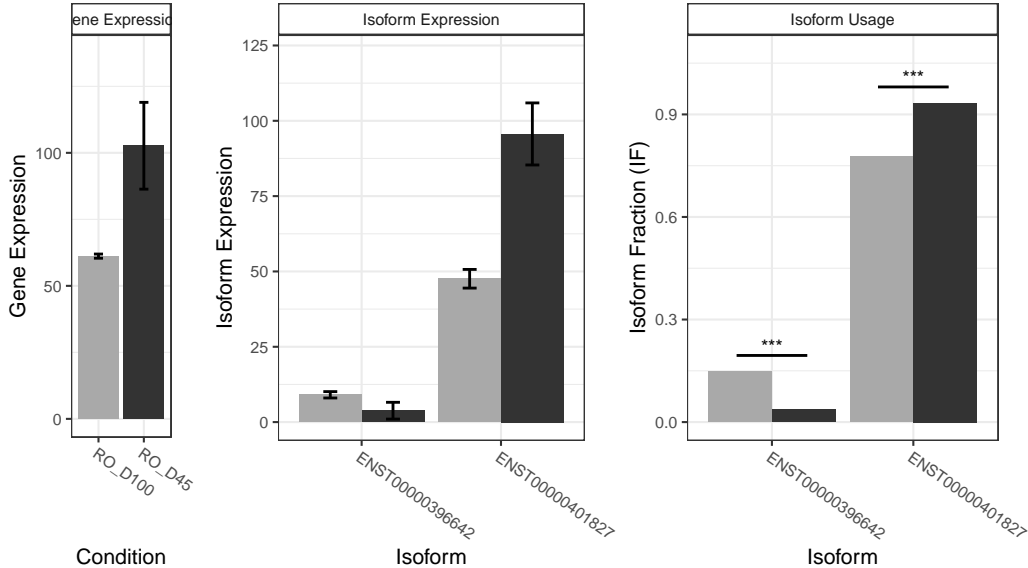 ene Expressio
Gene Expression
100
50
0
RO_D100
RO_D45
Condition
Isoform Expression
Isoform Expression
125
100
75
50
25
0
ENST00000396642
ENST00000401827
Isoform
Isoform Usage
Isoform Fraction (IF)
0.9
0.6
0.3
0.0
***
***
ENST00000396642
ENST00000401827
Isoform